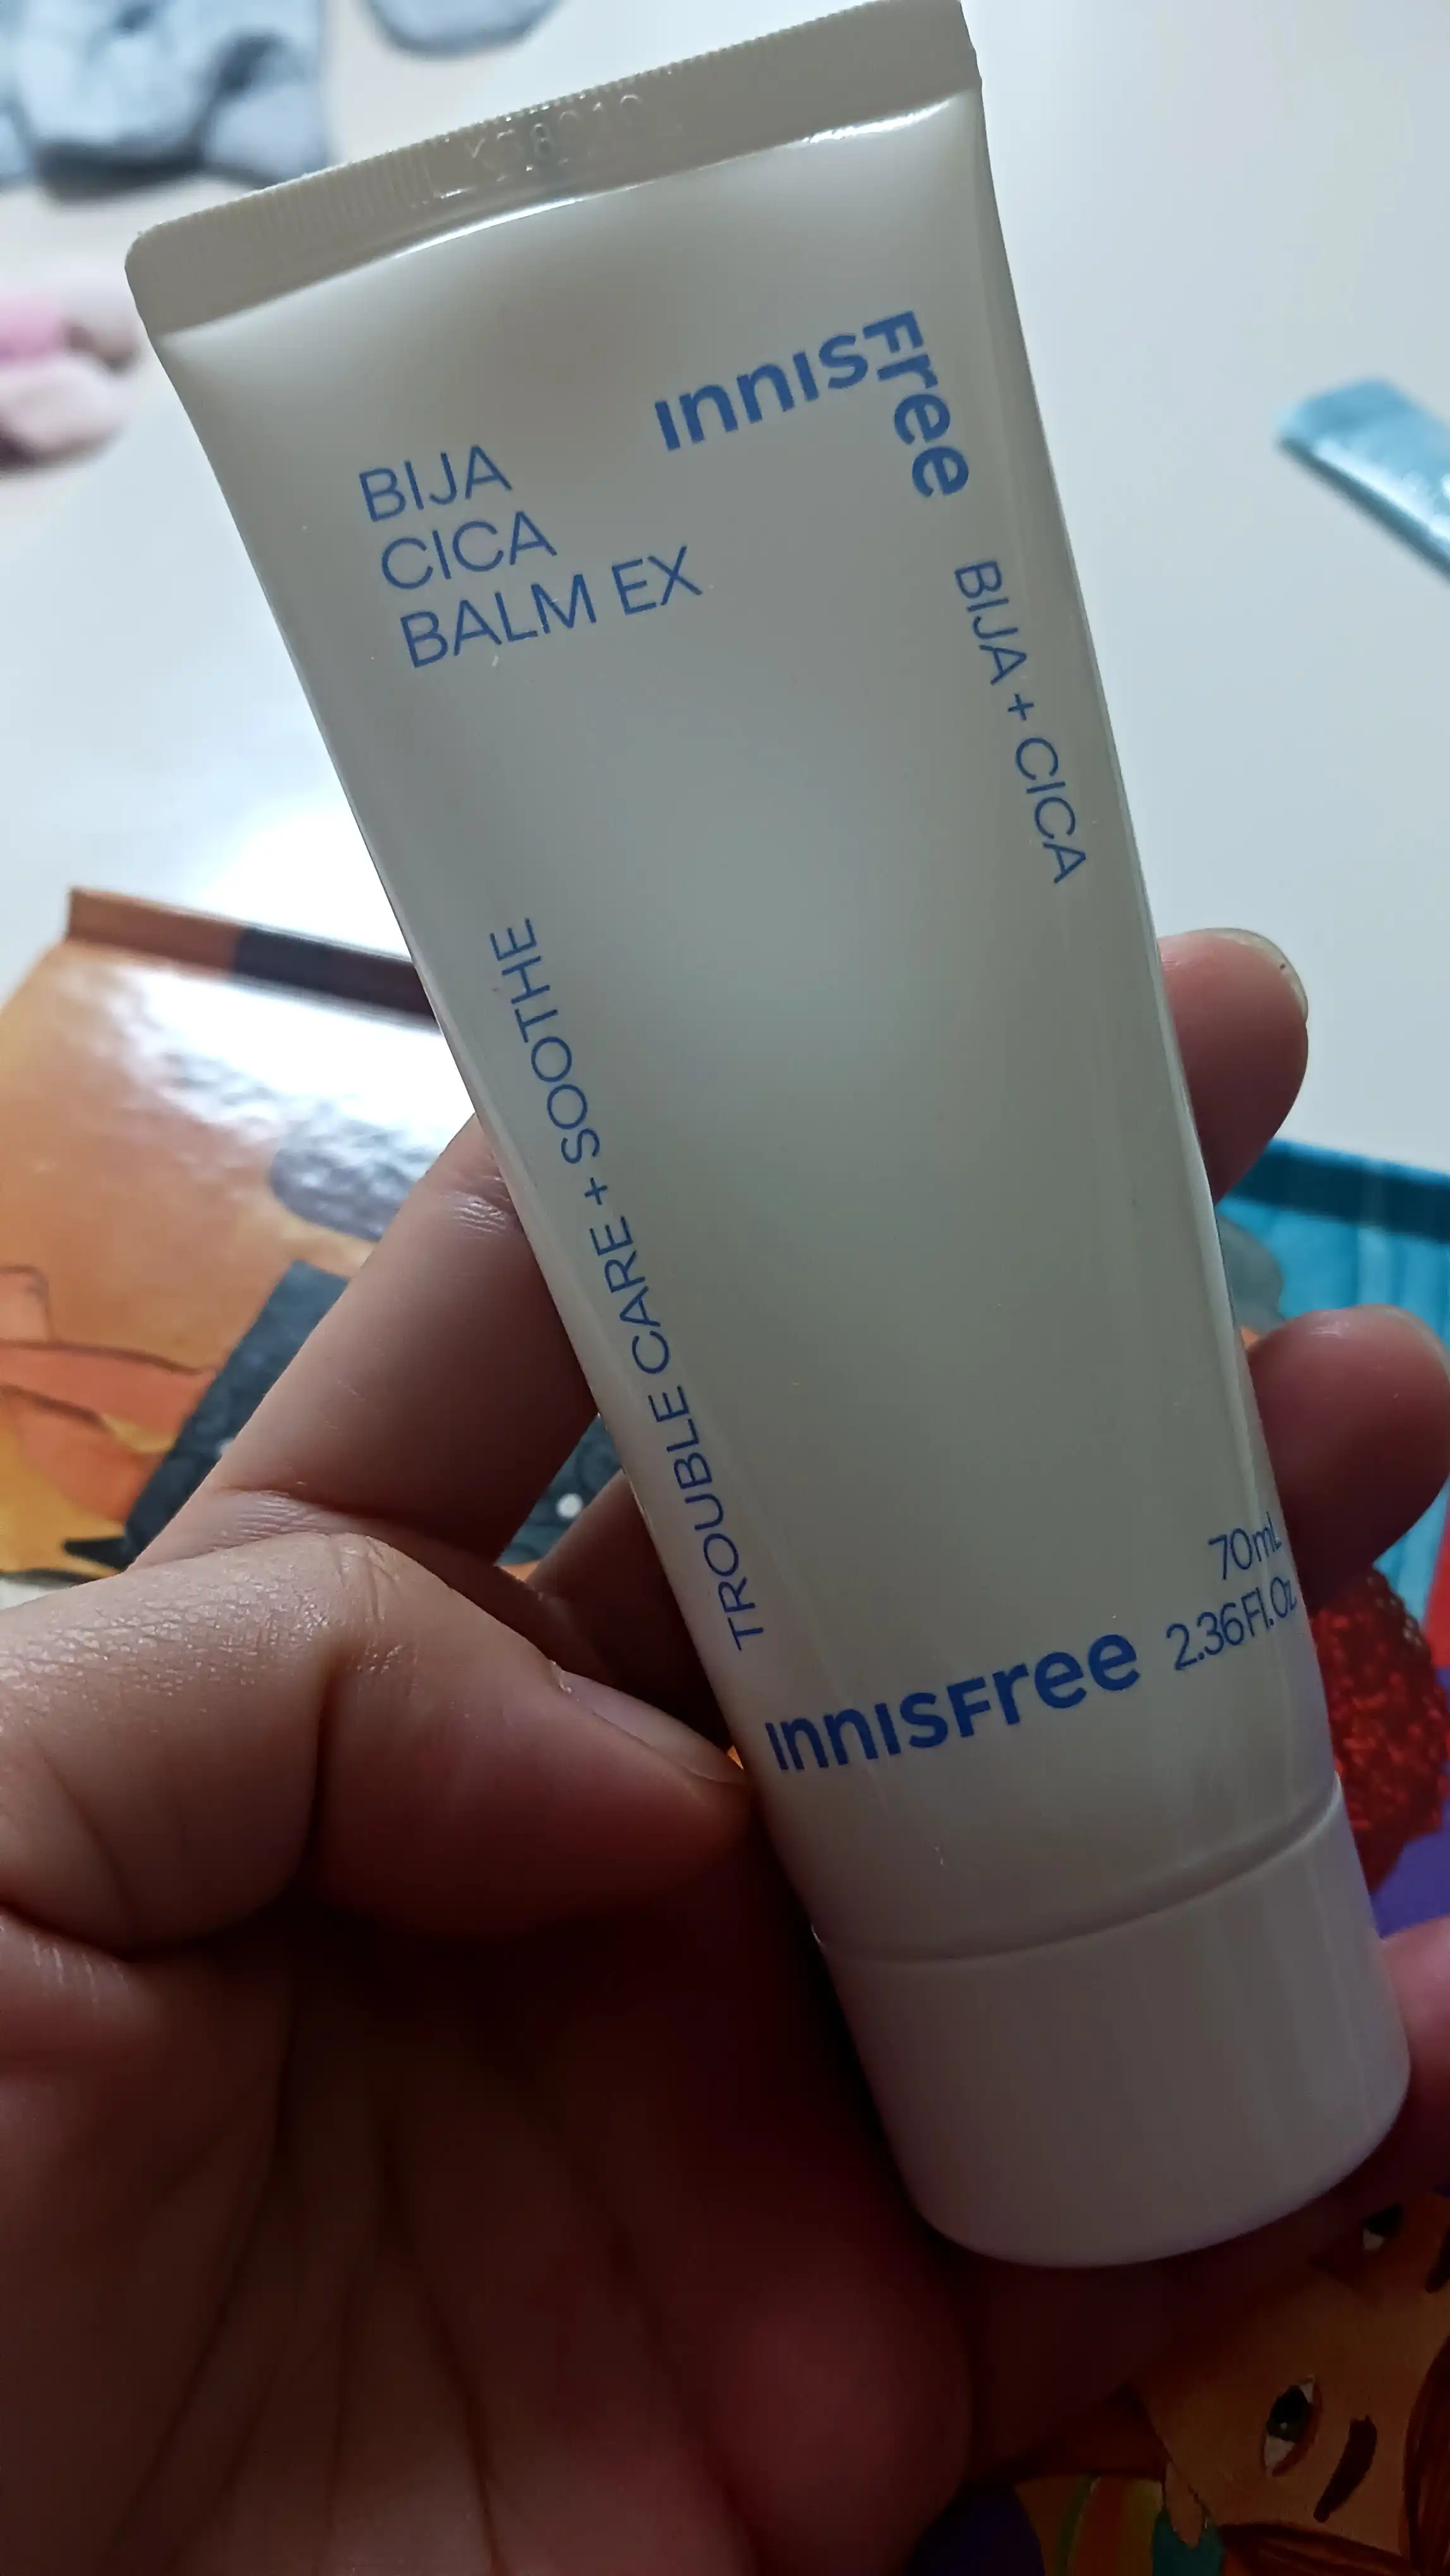 INNISFree
BIJA
CICA
BALM EX
BIJA + CICA
TROUBLE CARE + SOOTHE
70mL
2.36Fl.Oz
INNISFree